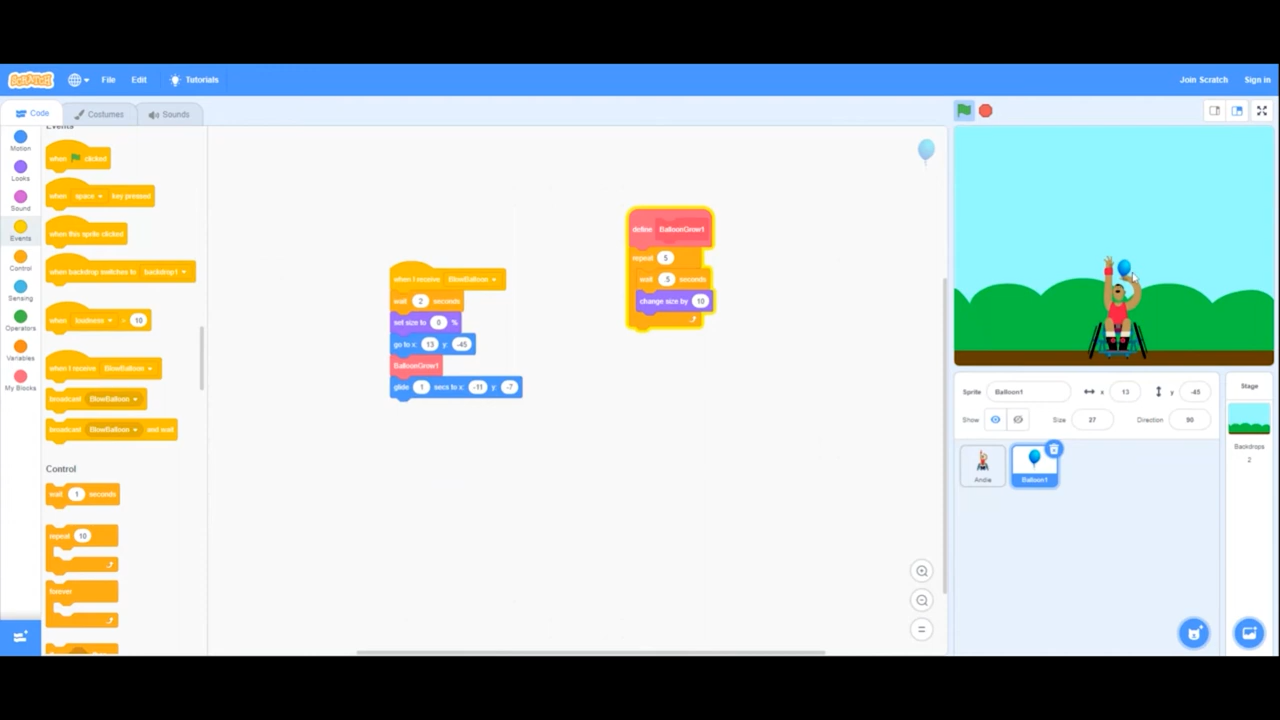 SCRATCH File Edit Tutorials Join Scratch Sign in
Code Costumes Sounds
Motion
Looks
Sound
Events
Control
Sensing
Operators
Variables
My Blocks
Events
when clicked
when space key pressed
when this sprite clicked
when backdrop switches to backdrop1
when loudness > 10
when I receive BlowBalloon
broadcast BlowBalloon
broadcast BlowBalloon and wait
Control
wait 1 seconds
repeat 10
forever
when I receive BlowBalloon
wait 2 seconds
set size to 0 %
go to x: 13 y: -45
BalloonGrow1
glide 1 secs to x: -11 y: -7
define BalloonGrow1
repeat 5
wait .5 seconds
change size by 10
Sprite Balloon1 x 13 y -45
Show Size 27 Direction 90
Andie Balloon1
Stage
Backdrops
2